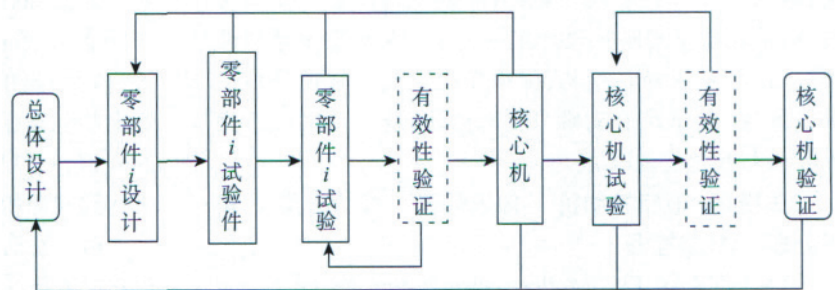 总体设计
零部件i设计
零部件i试验件
零部件i试验
有效性验证
核心机
核心机试验
有效性验证
核心机验证